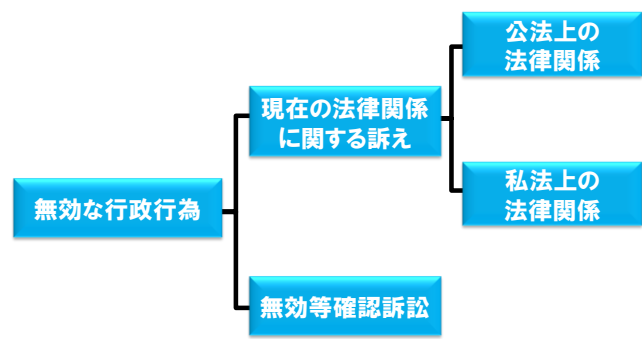 公法上の
法律関係
現在の法律関係
に関する訴え
私法上の
法律関係
無効な行政行為
無効等確認訴訟